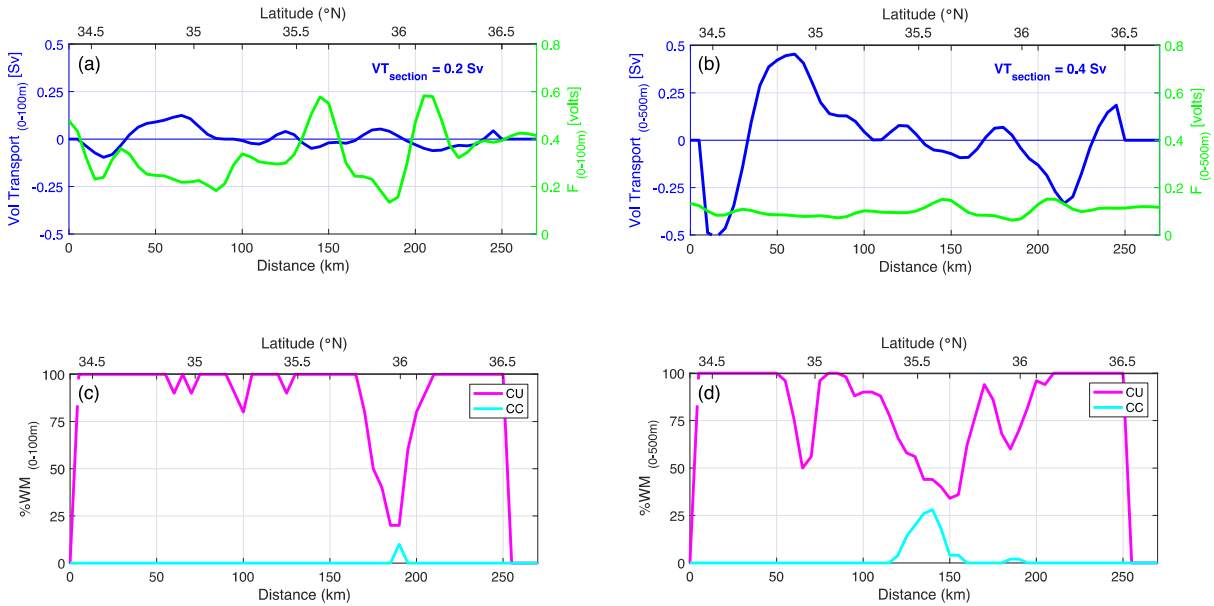 Latitude (°N)
34.5 35 35.5 36 36.5
(a)
VT section = 0.2 Sv
Vol Transport (0-100m) [Sv]
0.5
0.25
0
-0.25
-0.5
F (0-100m) [volts]
0.8
0.6
0.4
0.2
0
0 50 100 150 200 250
Distance (km)
Latitude (°N)
34.5 35 35.5 36 36.5
(b)
VT section = 0.4 Sv
Vol Transport (0-500m) [Sv]
0.5
0.25
0
-0.25
-0.5
F (0-500m) [volts]
0.8
0.6
0.4
0.2
0
0 50 100 150 200 250
Distance (km)
Latitude (°N)
34.5 35 35.5 36 36.5
(c)
CU
CC
%WM (0-100m)
100
75
50
25
0
0 50 100 150 200 250
Distance (km)
Latitude (°N)
34.5 35 35.5 36 36.5
(d)
CU
CC
%WM (0-500m)
100
75
50
25
0
0 50 100 150 200 250
Distance (km)